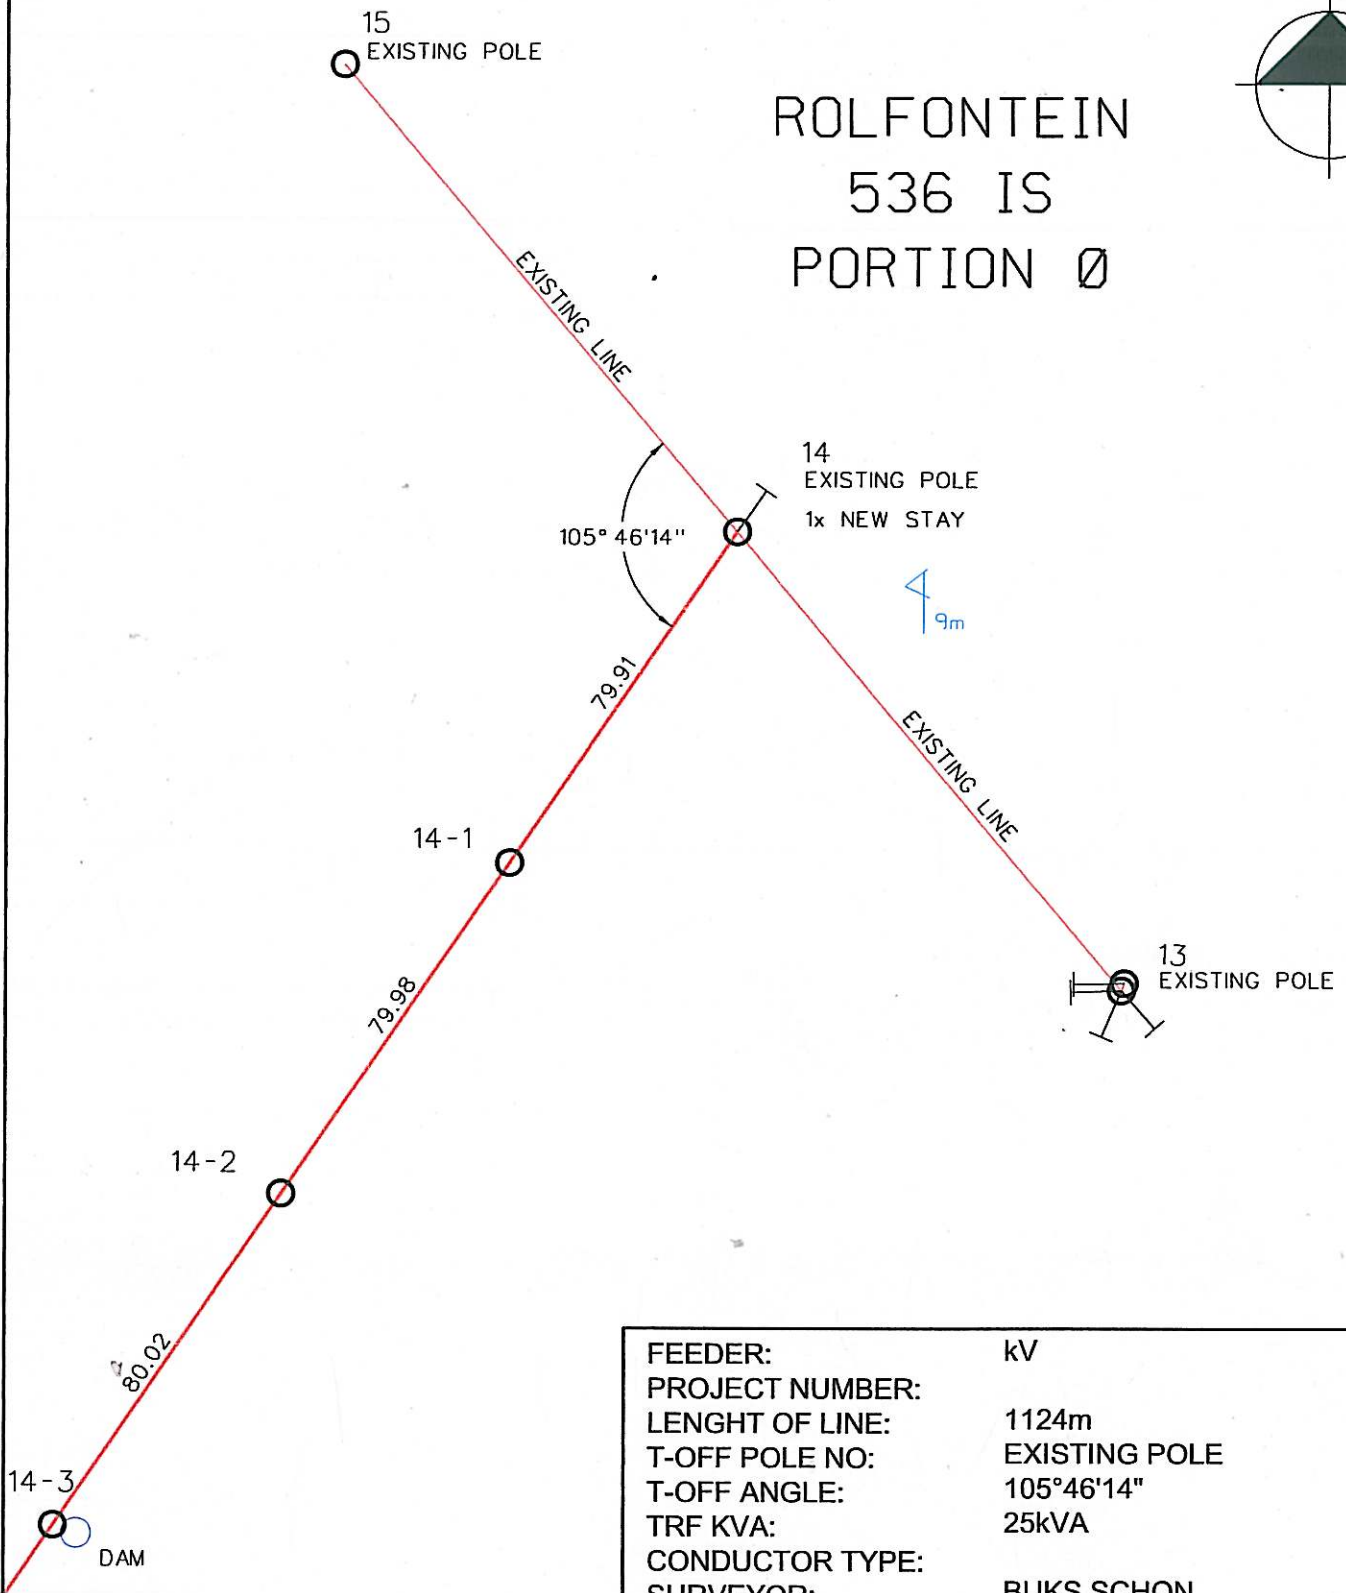 15
EXISTING POLE
ROLFONTEIN
536 IS
PORTION Ø
EXISTING LINE
14
EXISTING POLE
1x NEW STAY
105° 46'14"
9m
79.91
EXISTING LINE
14-1
13
EXISTING POLE
79.98
14-2
80.02
14-3
DAM
FEEDER: kV
PROJECT NUMBER:
LENGHT OF LINE: 1124m
T-OFF POLE NO: EXISTING POLE
T-OFF ANGLE: 105°46'14"
TRF KVA: 25kVA
CONDUCTOR TYPE:
SURVEYOR: BUKS SCHON